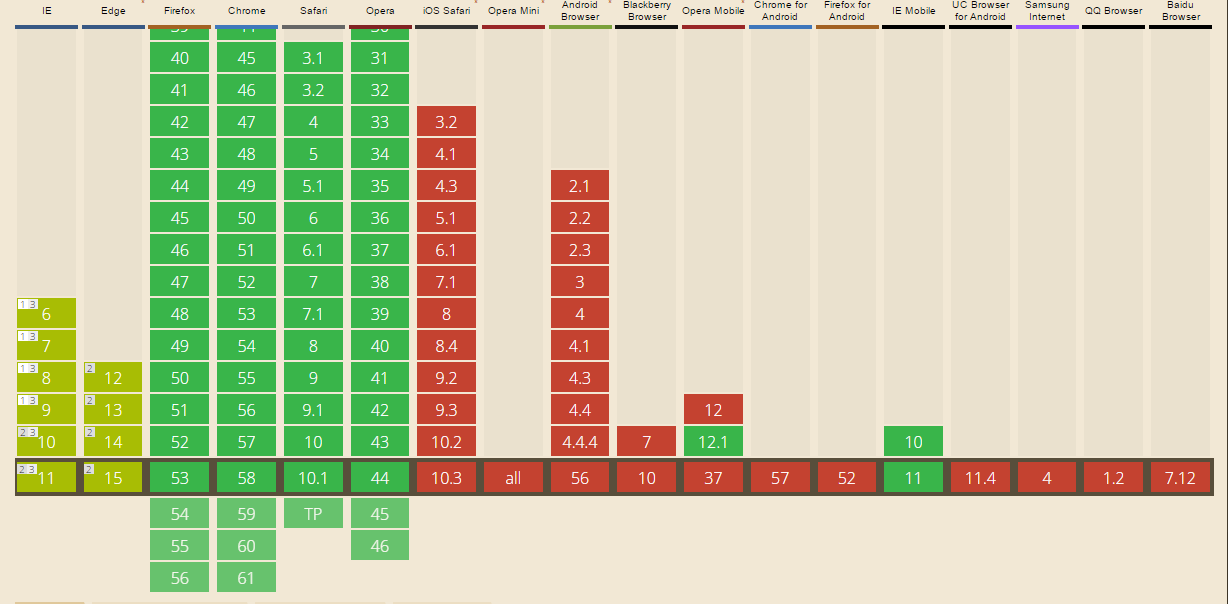 IE Edge Firefox Chrome Safari Opera iOS Safari Opera Mini Android Browser Blackberry Browser Opera Mobile Chrome for Android Firefox for Android IE Mobile UC Browser for Android Samsung Internet QQ Browser Baidu Browser
40 45 3.1 31
41 46 3.2 32
42 47 4 33 3.2
43 48 5 34 4.1
44 49 5.1 35 4.3 2.1
45 50 6 36 5.1 2.2
46 51 6.1 37 6.1 2.3
47 52 7 38 7.1 3
1 3 6 48 53 7.1 39 8 4
1 3 7 49 54 8 40 8.4 4.1
1 3 8 2 12 50 55 9 41 9.2 4.3
1 3 9 2 13 51 56 9.1 42 9.3 4.4 12
2 3 10 2 14 52 57 10 43 10.2 4.4.4 7 12.1 10
2 3 11 2 15 53 58 10.1 44 10.3 all 56 10 37 57 52 11 11.4 4 1.2 7.12
54 59 TP 45
55 60 46
56 61